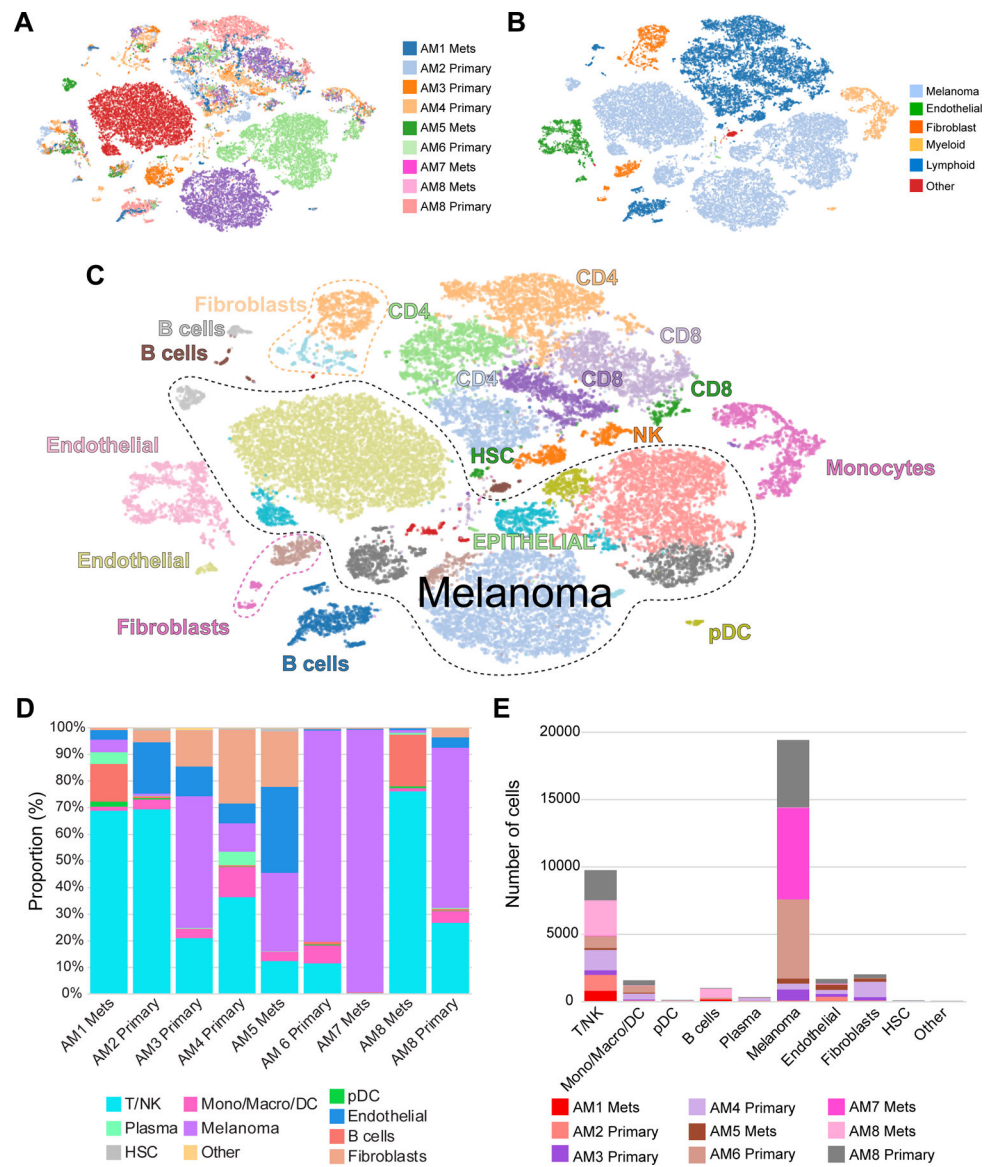 A
AM1 Mets
AM2 Primary
AM3 Primary
AM4 Primary
AM5 Mets
AM6 Primary
AM7 Mets
AM8 Mets
AM8 Primary
B
Melanoma
Endothelial
Fibroblast
Myeloid
Lymphoid
Other
C
Fibroblasts
B cells
B cells
CD4
CD4
CD8
CD4
CD8
CD8
NK
HSC
Endothelial
Monocytes
EPITHELIAL
Melanoma
Endothelial
Fibroblasts
B cells
pDC
D
Proportion (%)
100%
90%
80%
70%
60%
50%
40%
30%
20%
10%
0%
AM1 Mets
AM2 Primary
AM3 Primary
AM4 Primary
AM5 Mets
AM 6 Primary
AM7 Mets
AM8 Mets
AM8 Primary
T/NK
Plasma
HSC
Mono/Macro/DC
Melanoma
Other
pDC
Endothelial
B cells
Fibroblasts
E
Number of cells
20000
15000
10000
5000
0
T/NK
Mono/Macro/DC
pDC
B cells
Plasma
Melanoma
Endothelial
Fibroblasts
HSC
Other
AM1 Mets
AM2 Primary
AM3 Primary
AM4 Primary
AM5 Mets
AM6 Primary
AM7 Mets
AM8 Mets
AM8 Primary